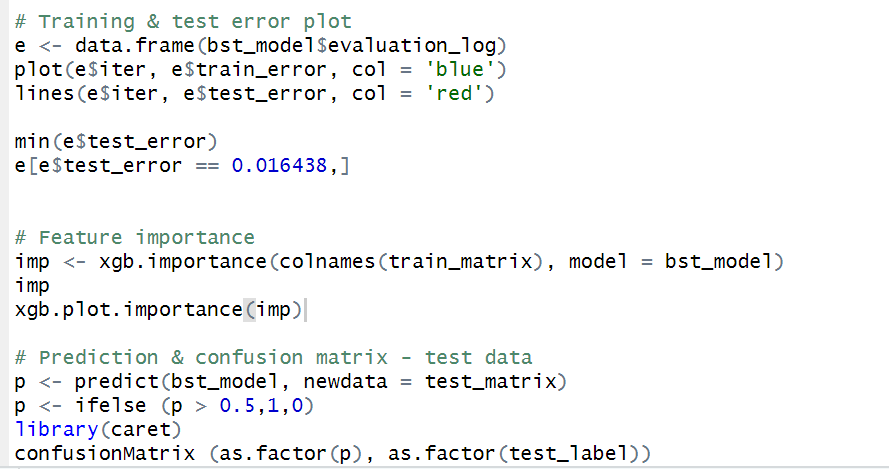 # Training & test error plot
e <- data.frame(bst_model$evaluation_log)
plot(e$iter, e$train_error, col = 'blue')
lines(e$iter, e$test_error, col = 'red')
min(e$test_error)
e[e$test_error == 0.016438,]
# Feature importance
imp <- xgb.importance(colnames(train_matrix), model = bst_model)
imp
xgb.plot.importance(imp)
# Prediction & confusion matrix - test data
p <- predict(bst_model, newdata = test_matrix)
p <- ifelse (p > 0.5,1,0)
library(caret)
confusionMatrix (as.factor(p), as.factor(test_label))